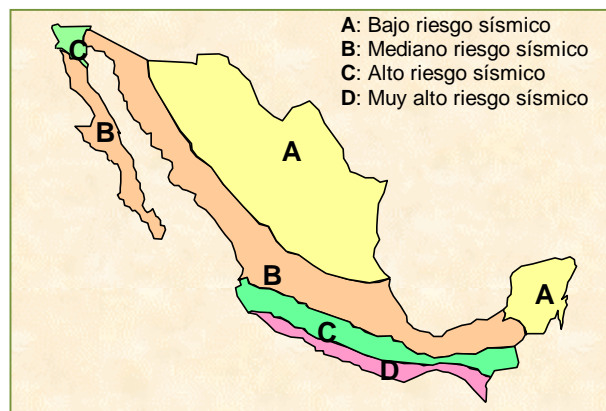 A: Bajo riesgo sísmico
B: Mediano riesgo sísmico
C: Alto riesgo sísmico
D: Muy alto riesgo sísmico
C
B
A
B
A
C
D